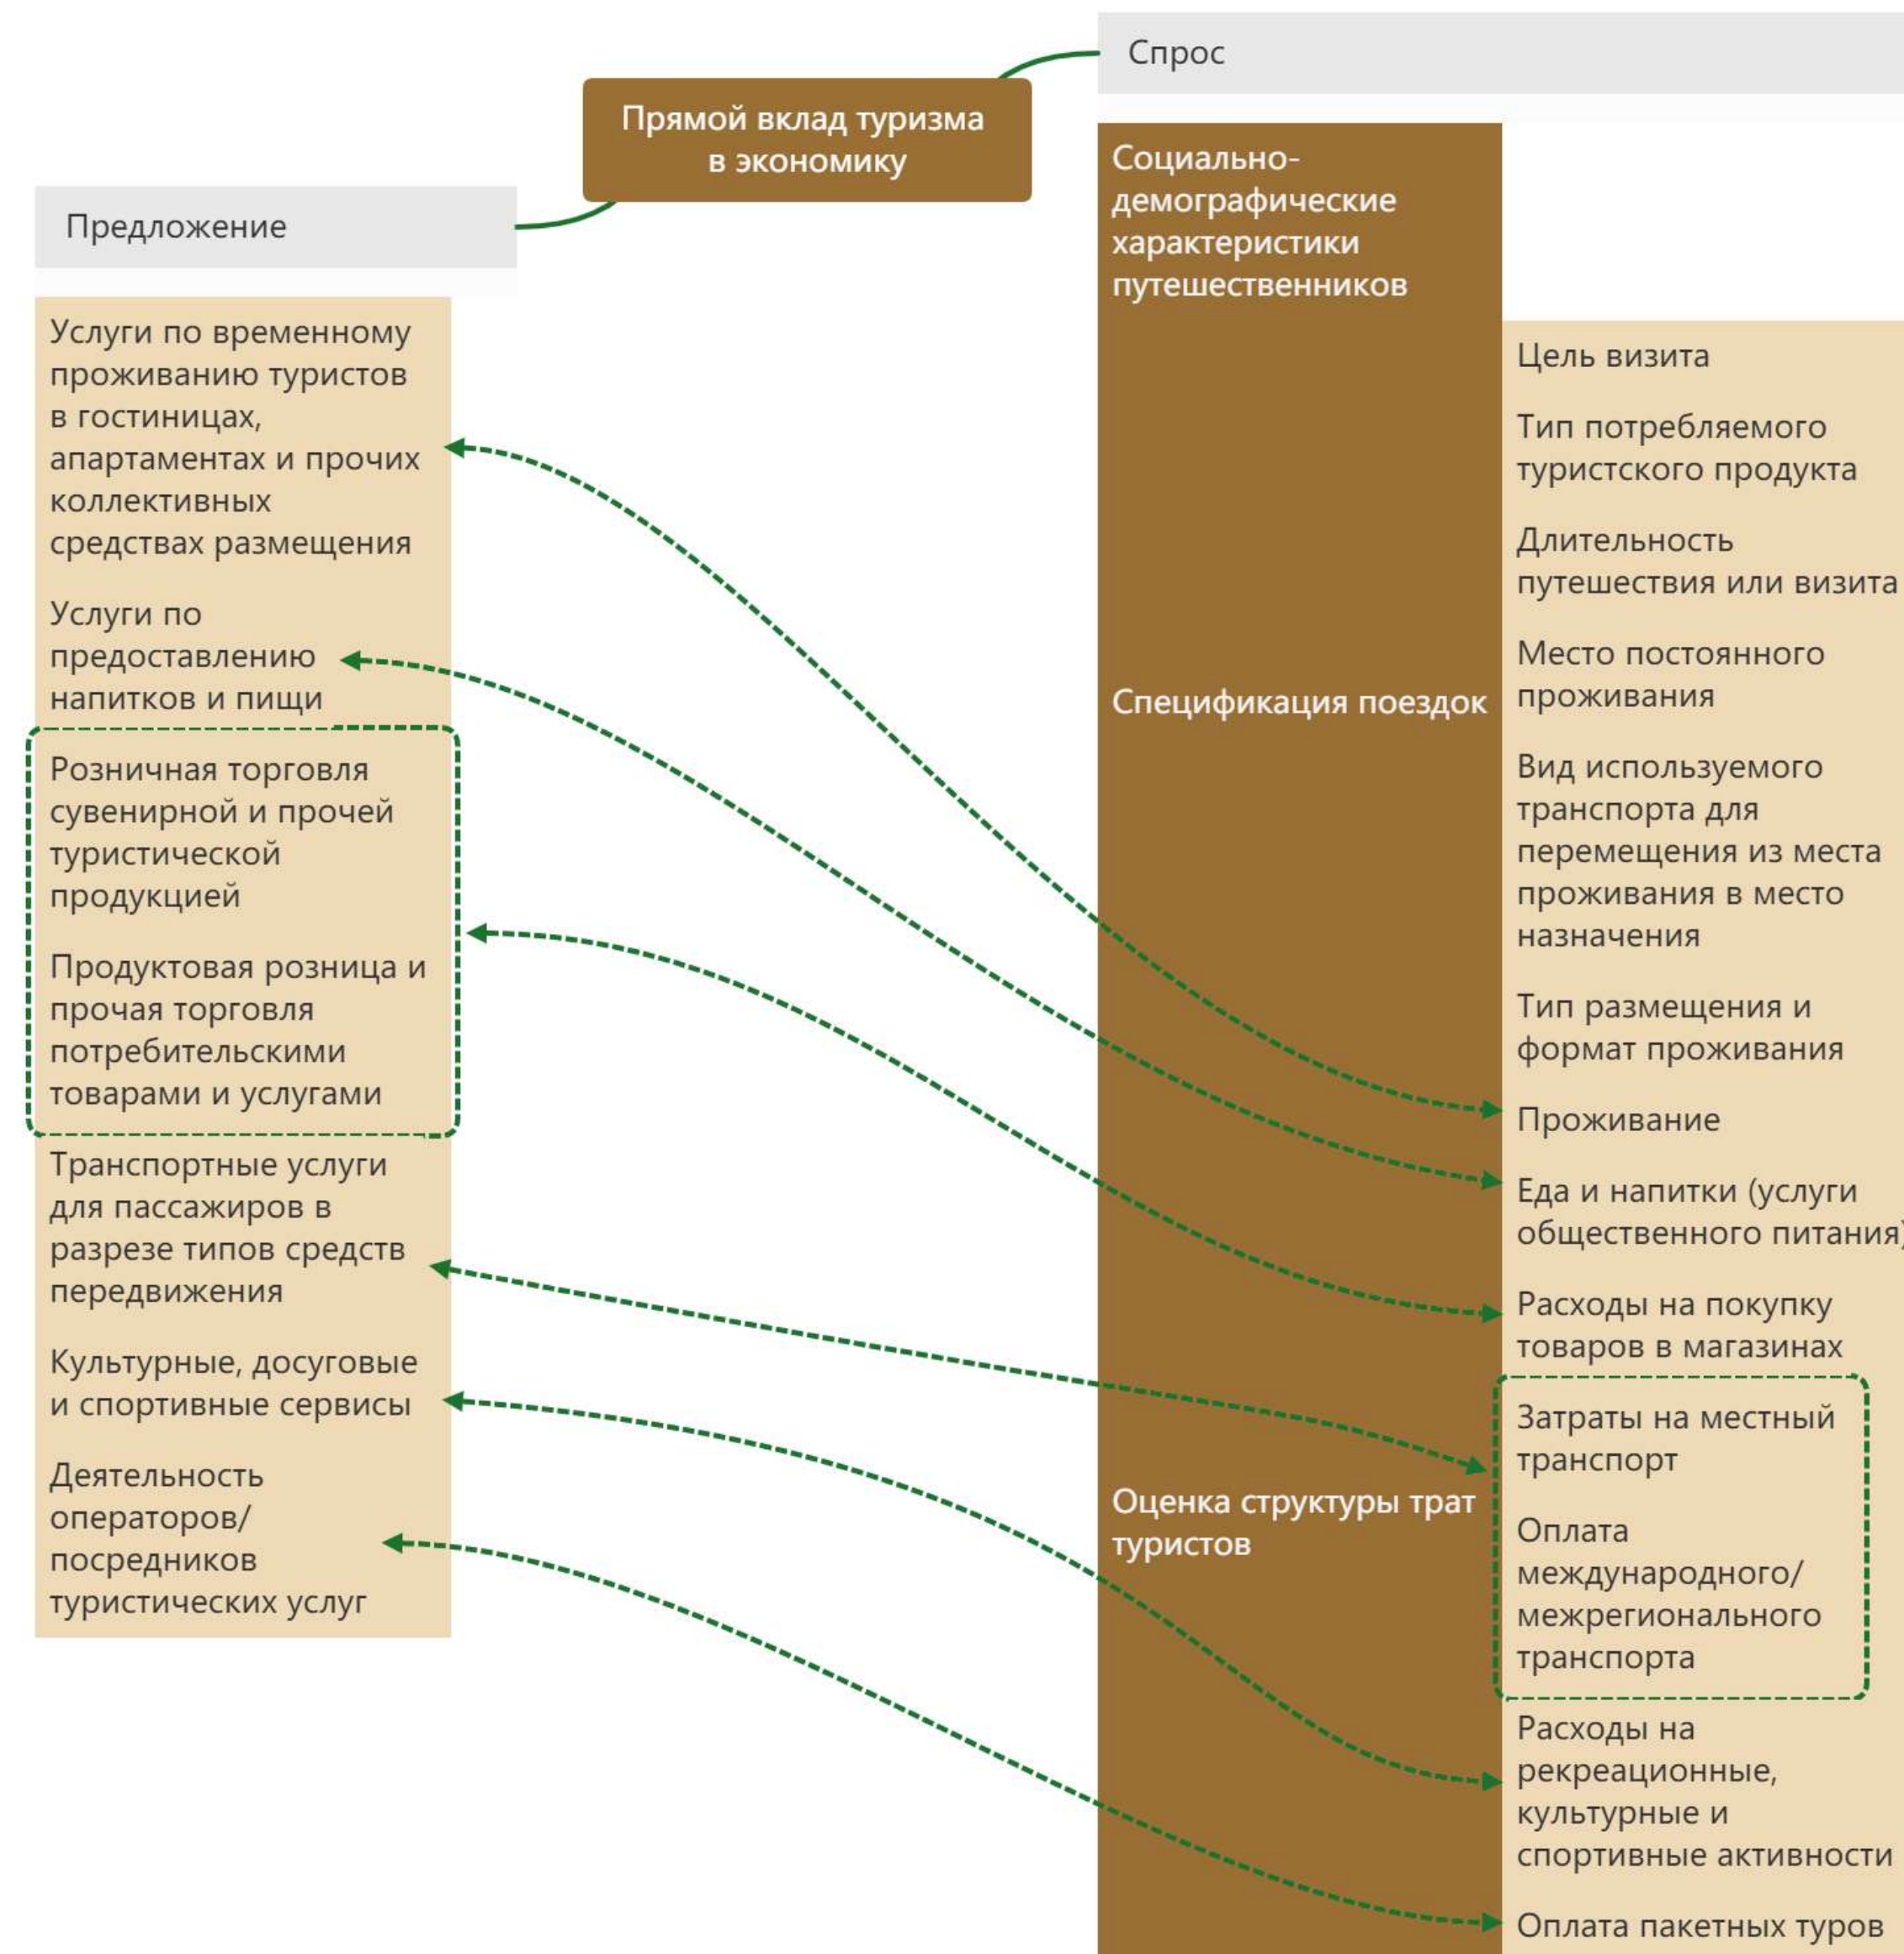 Спрос
Прямой вклад туризма
в экономику
Предложение
Услуги по временному
проживанию туристов
в гостиницах,
апартаментах и прочих
коллективных
средствах размещения
Услуги по
предоставлению
напитков и пищи
Розничная торговля
сувенирной и прочей
туристической
продукцией
Продуктовая розница и
прочая торговля
потребительскими
товарами и услугами
Транспортные услуги
для пассажиров в
разрезе типов средств
передвижения
Культурные, досуговые
и спортивные сервисы
Деятельность
операторов/
посредников
туристических услуг
Социально-
демографические
характеристики
путешественников
Спецификация поездок
Цель визита
Тип потребляемого
туристского продукта
Длительность
путешествия или визита
Место постоянного
проживания
Вид используемого
транспорта для
перемещения из места
проживания в место
назначения
Тип размещения и
формат проживания
Оценка структуры трат
туристов
Проживание
Еда и напитки (услуги
общественного питания)
Расходы на покупку
товаров в магазинах
Затраты на местный
транспорт
Оплата
международного/
межрегионального
транспорта
Расходы на
рекреационные,
культурные и
спортивные активности
Оплата пакетных туров